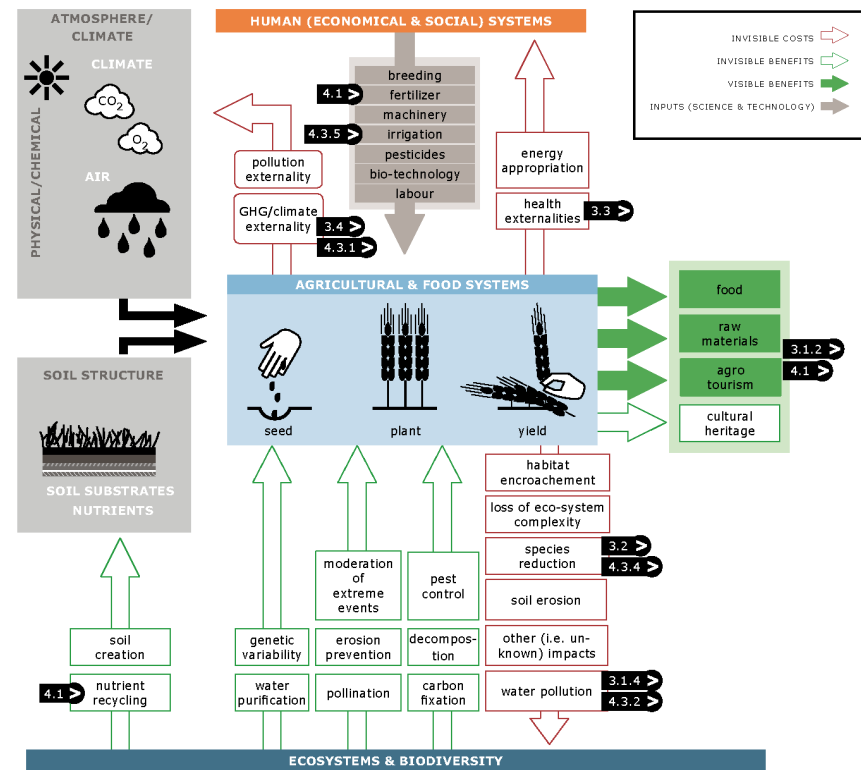 ATMOSPHERE/
CLIMATE
PHYSICAL/CHEMICAL
CLIMATE
CO2
O2
AIR
HUMAN (ECONOMICAL & SOCIAL) SYSTEMS
breeding
4.1 >
fertilizer
machinery
4.3.5 >
irrigation
pesticides
bio-technology
labour
INVISIBLE COSTS
INVISIBLE BENEFITS
VISIBLE BENEFITS
INPUTS (SCIENCE & TECHNOLOGY)
pollution
externality
GHG/climate
externality
3.4 >
4.3.1 >
energy
appropriation
health
externalities
3.3 >
AGRICULTURAL & FOOD SYSTEMS
seed
plant
yield
food
raw
materials
3.1.2 >
agro
tourism
4.1 >
cultural
heritage
SOIL STRUCTURE
SOIL SUBSTRATES
NUTRIENTS
soil
creation
4.1 >
nutrient
recycling
genetic
variability
water
purification
moderation
of
extreme
events
erosion
prevention
pollination
pest
control
decompos-
tion
carbon
fixation
habitat
encroachement
loss of eco-system
complexity
species
reduction
3.2 >
4.3.4 >
soil erosion
other (i.e. un-
known) impacts
water pollution
3.1.4 >
4.3.2 >
ECOSYSTEMS & BIODIVERSITY